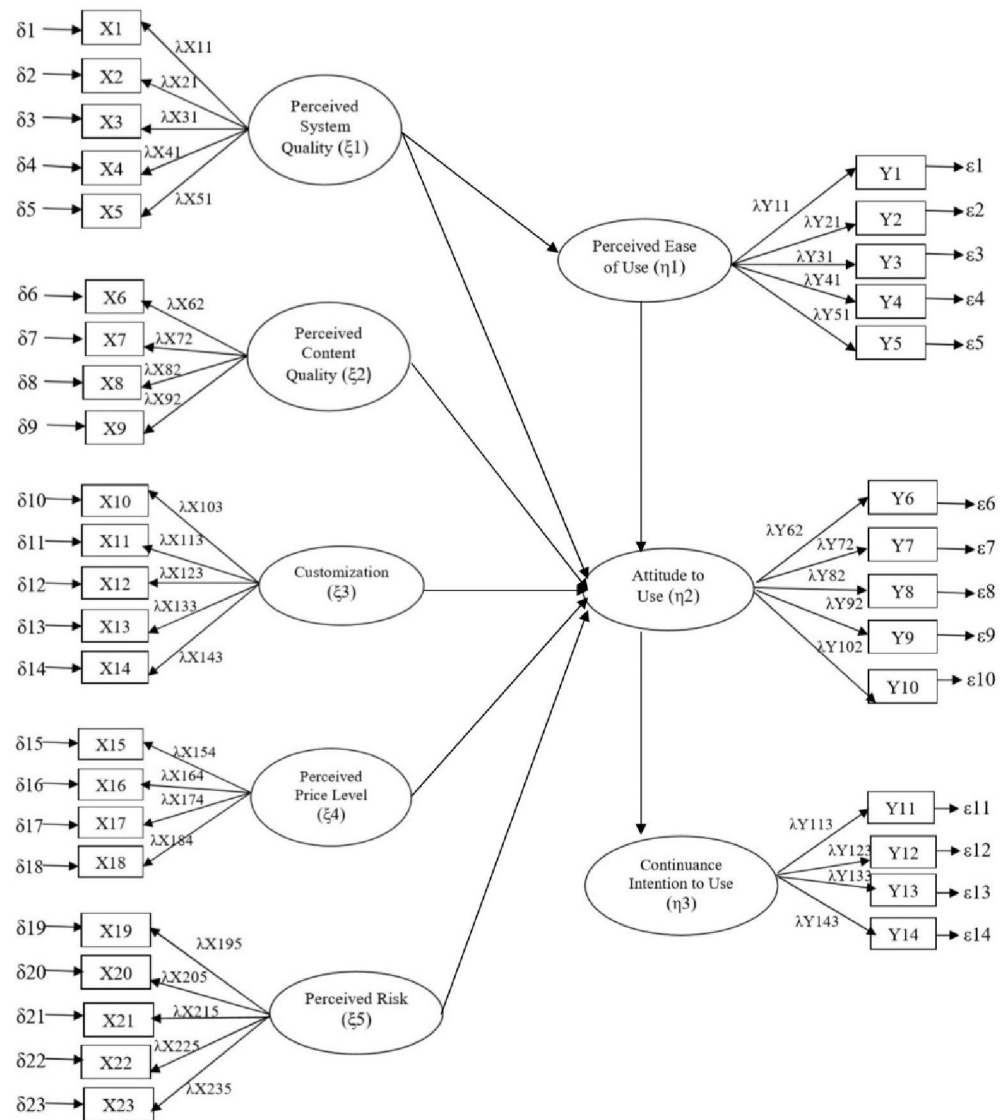 δ1 X1 λX11
δ2 X2 λX21
δ3 X3 λX31
δ4 X4 λX41
δ5 X5 λX51
Perceived
System
Quality (ξ1)
δ6 X6 λX62
δ7 X7 λX72
δ8 X8 λX82
δ9 X9 λX92
Perceived
Content
Quality (ξ2)
δ10 X10 λX103
δ11 X11 λX113
δ12 X12 λX123
δ13 X13 λX133
δ14 X14 λX143
Customization
(ξ3)
δ15 X15 λX154
δ16 X16 λX164
δ17 X17 λX174
δ18 X18 λX184
Perceived
Price Level
(ξ4)
δ19 X19 λX195
δ20 X20 λX205
δ21 X21 λX215
δ22 X22 λX225
δ23 X23 λX235
Perceived Risk
(ξ5)
Perceived Ease
of Use (η1)
λY11 Y1 ε1
λY21 Y2 ε2
λY31 Y3 ε3
λY41 Y4 ε4
λY51 Y5 ε5
Attitude to
Use (η2)
λY62 Y6 ε6
λY72 Y7 ε7
λY82 Y8 ε8
λY92 Y9 ε9
λY102 Y10 ε10
Continuance
Intention to Use
(η3)
λY113 Y11 ε11
λY123 Y12 ε12
λY133 Y13 ε13
λY143 Y14 ε14